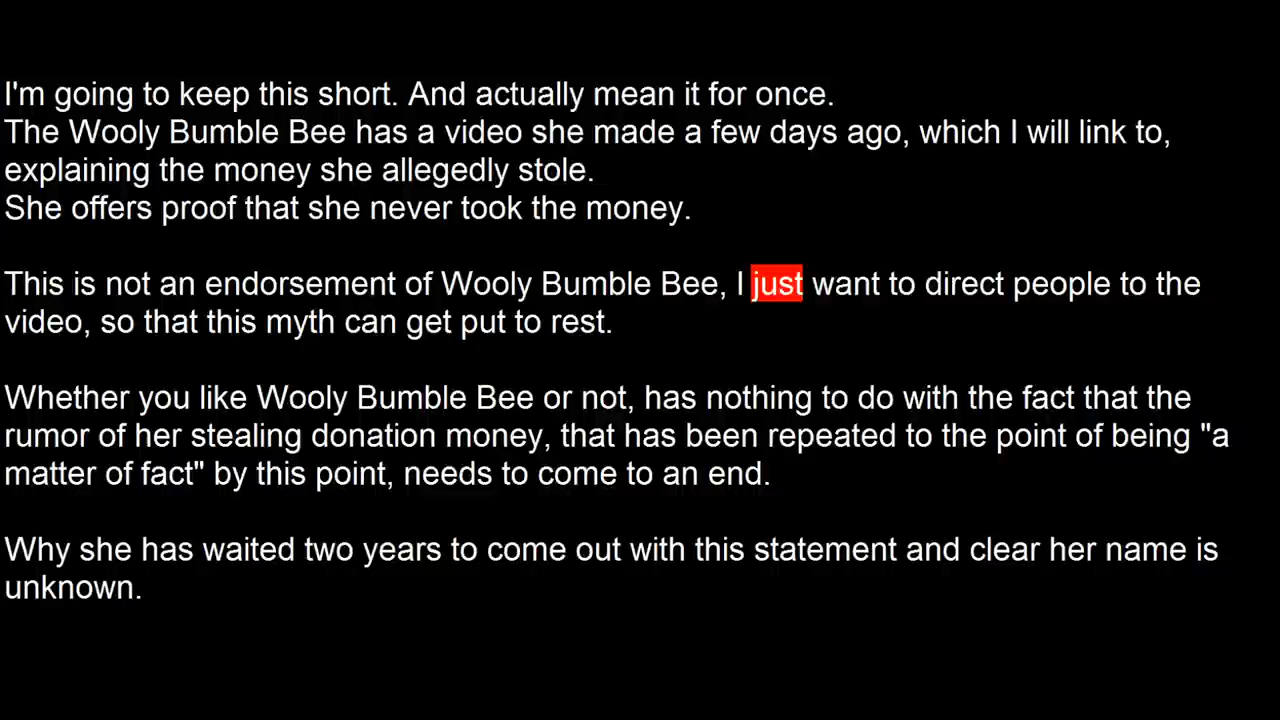 I'm going to keep this short. And actually mean it for once.
The Wooly Bumble Bee has a video she made a few days ago, which I will link to,
explaining the money she allegedly stole.
She offers proof that she never took the money.
This is not an endorsement of Wooly Bumble Bee, I just want to direct people to the
video, so that this myth can get put to rest.
Whether you like Wooly Bumble Bee or not, has nothing to do with the fact that the
rumor of her stealing donation money, that has been repeated to the point of being "a
matter of fact" by this point, needs to come to an end.
Why she has waited two years to come out with this statement and clear her name is
unknown.